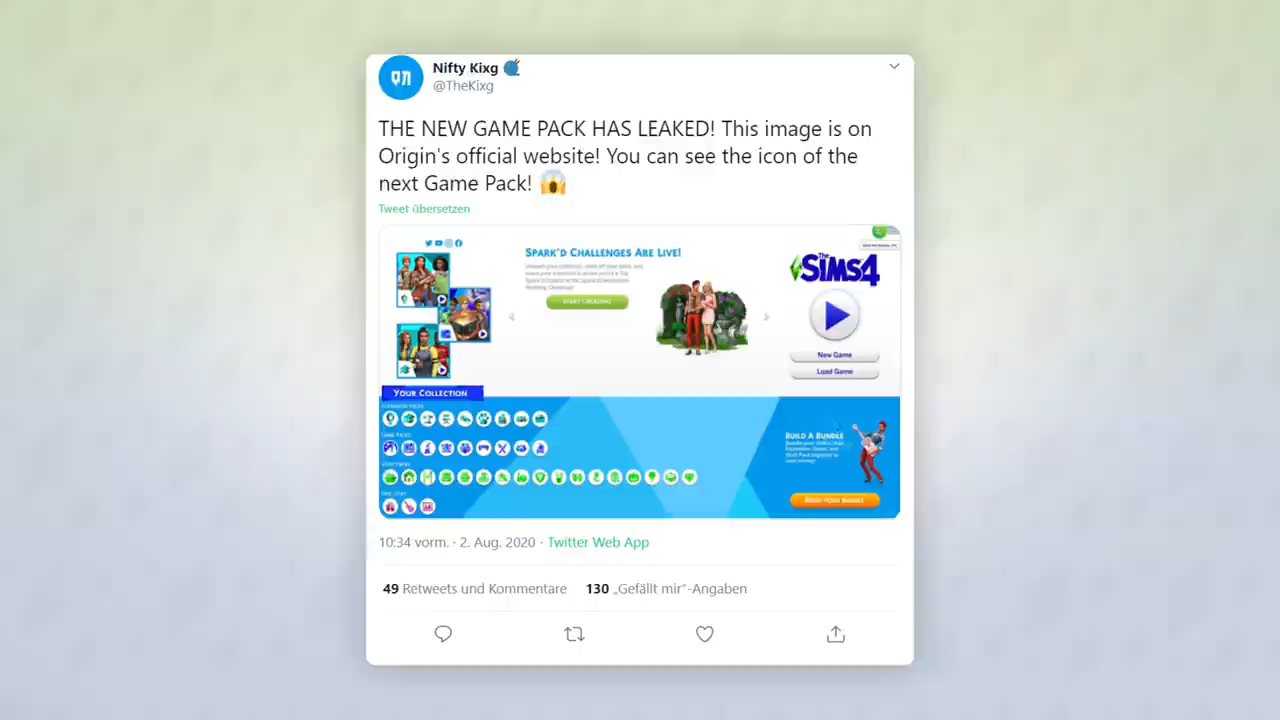 Nifty Kixg
@TheKixg
THE NEW GAME PACK HAS LEAKED! This image is on
Origin's official website! You can see the icon of the
next Game Pack! 😱
Tweet übersetzen
SPARK'D CHALLENGES ARE LIVE!
START CREATING
The
SIMS4
New Game
Load Game
YOUR COLLECTION
GAME PACKS
BUILD A BUNDLE
10:34 vorm. · 2. Aug. 2020 · Twitter Web App
49 Retweets und Kommentare 130 „Gefällt mir“-Angaben